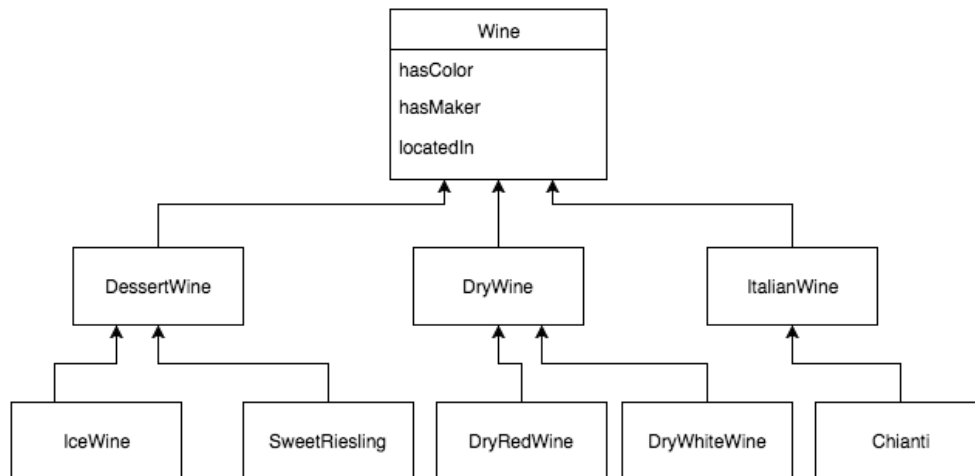 Wine
hasColor
hasMaker
locatedIn
DessertWine
DryWine
ItalianWine
IceWine
SweetRiesling
DryRedWine
DryWhiteWine
Chianti